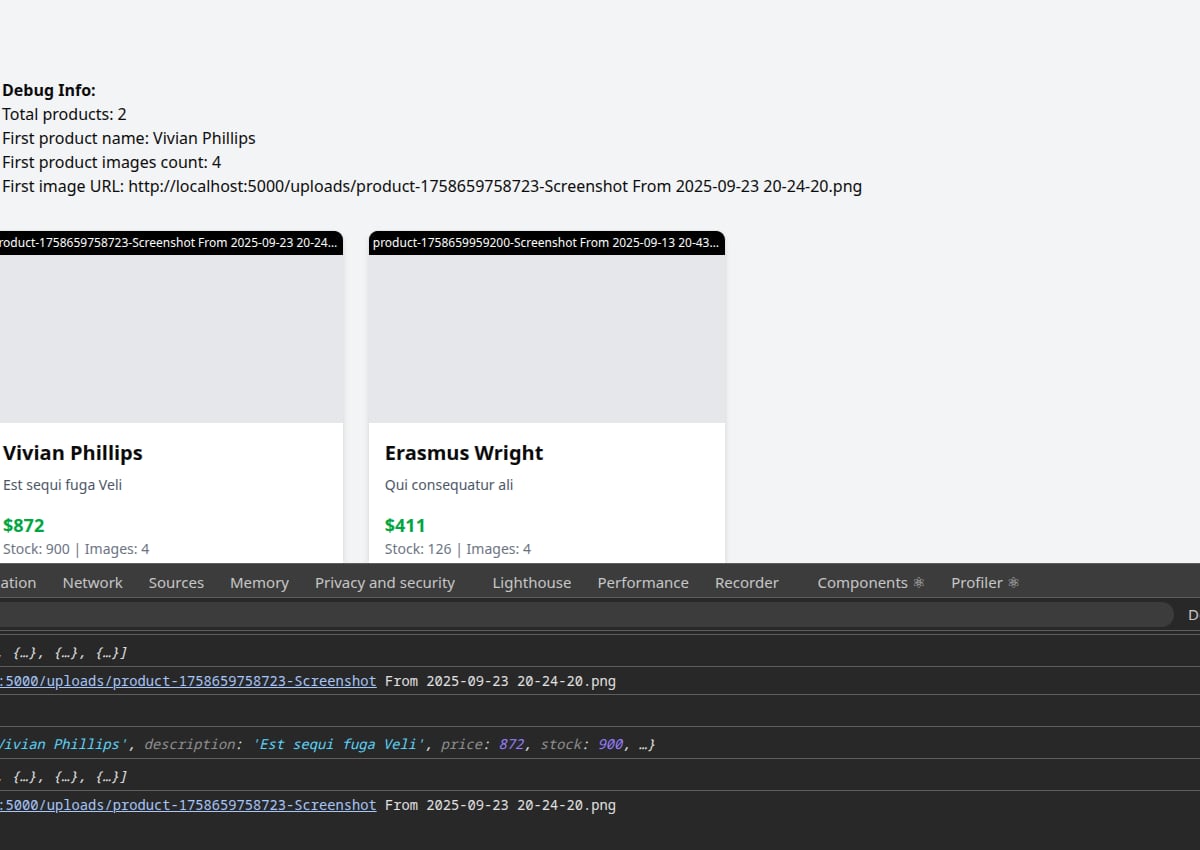 Debug Info:
Total products: 2
First product name: Vivian Phillips
First product images count: 4
First image URL: http://localhost:5000/uploads/product-1758659758723-Screenshot From 2025-09-23 20-24-20.png
roduct-1758659758723-Screenshot From 2025-09-23 20-24...
product-1758659959200-Screenshot From 2025-09-13 20-43...
Vivian Phillips
Est sequi fuga Veli
$872
Stock: 900 | Images: 4
Erasmus Wright
Qui consequatur ali
$411
Stock: 126 | Images: 4
ation Network Sources Memory Privacy and security Lighthouse Performance Recorder Components ⚛ Profiler ⚛
, {…}, {…}, {…}]
:5000/uploads/product-1758659758723-Screenshot From 2025-09-23 20-24-20.png
Vivian Phillips', description: 'Est sequi fuga Veli', price: 872, stock: 900, …}
, {…}, {…}, {…}]
:5000/uploads/product-1758659758723-Screenshot From 2025-09-23 20-24-20.png